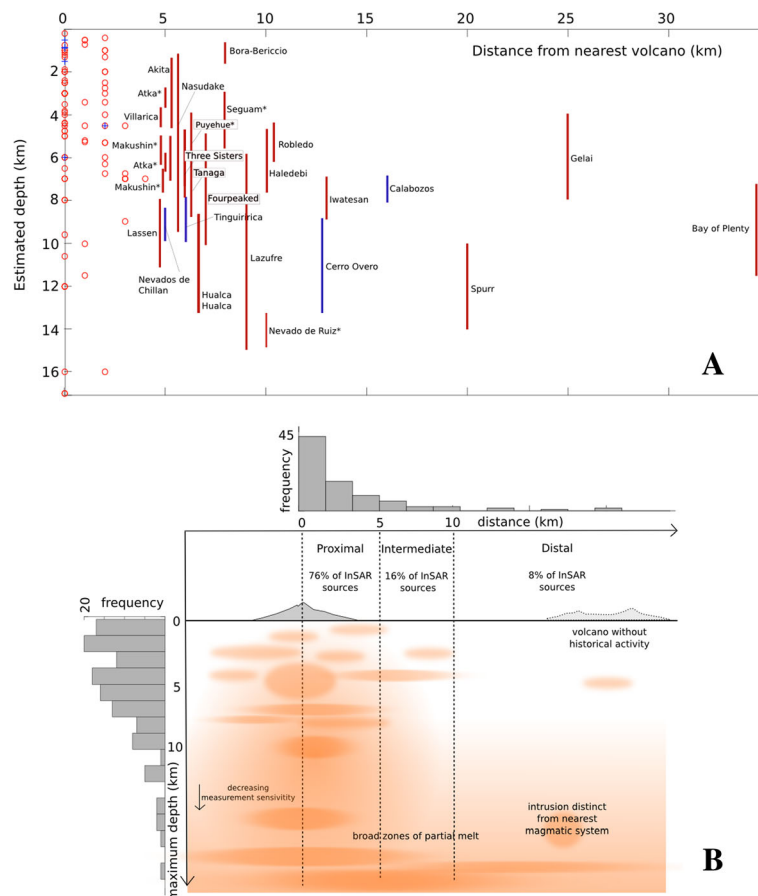 0 5 10 15 20 25 30
Distance from nearest volcano (km)
Estimated depth (km)
2
4
6
8
10
12
14
16
Bora-Bericcio
Akita
Nasudake
Atka*
Seguam*
Villarica
Puyehue*
Makushin*
Robledo
Three Sisters
Gelai
Atka*
Tanaga
Haledebi
Makushin*
Calabozos
Fourpeaked
Iwatesan
Tinguiririca
Lassen
Bay of Plenty
Nevados de
Chillan
Lazufre
Cerro Overo
Hualca
Hualca
Spurr
Nevado de Ruiz*
A
45
frequency
0 5 10 distance (km)
Proximal Intermediate Distal
76% of InSAR
sources
16% of InSAR
sources
8% of InSAR
sources
20 frequency
0
5
10
maximum depth (km)
volcano without
historical activity
decreasing
measurement sensivitity
intrusion distinct
from nearest
magmatic system
broad zones of partial melt
B